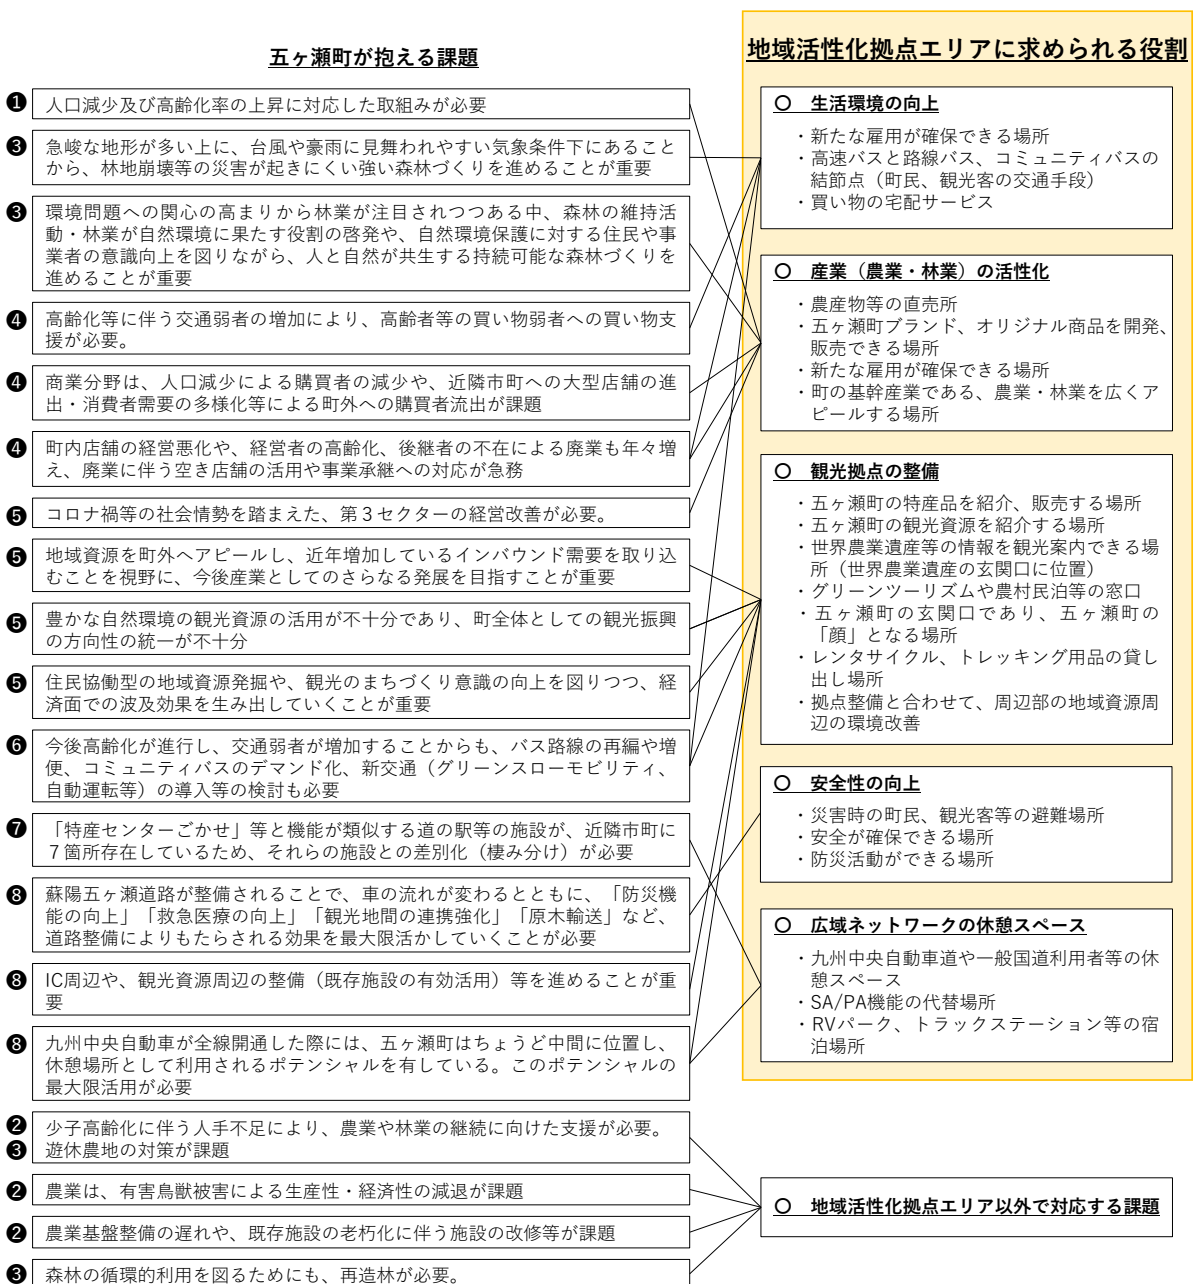 五ヶ瀬町が抱える課題
❶
人口減少及び高齢化率の上昇に対応した取組みが必要
❸
急峻な地形が多い上に、台風や豪雨に見舞われやすい気象条件下にあること
から、林地崩壊等の災害が起きにくい強い森林づくりを進めることが重要
❸
環境問題への関心の高まりから林業が注目されつつある中、森林の維持活
動・林業が自然環境に果たす役割の啓発や、自然環境保護に対する住民や事
業者の意識向上を図りながら、人と自然が共生する持続可能な森林づくりを
進めることが重要
❹
高齢化等に伴う交通弱者の増加により、高齢者等の買い物弱者への買い物支
援が必要。
❹
商業分野は、人口減少による購買者の減少や、近隣市町への大型店舗の進
出・消費者需要の多様化等による町外への購買者流出が課題
❹
町内店舗の経営悪化や、経営者の高齢化、後継者の不在による廃業も年々増
え、廃業に伴う空き店舗の活用や事業承継への対応が急務
❺
コロナ禍等の社会情勢を踏まえた、第３セクターの経営改善が必要。
❺
地域資源を町外へアピールし、近年増加しているインバウンド需要を取り込
むことを視野に、今後産業としてのさらなる発展を目指すことが重要
❺
豊かな自然環境の観光資源の活用が不十分であり、町全体としての観光振興
の方向性の統一が不十分
❺
住民協働型の地域資源発掘や、観光のまちづくり意識の向上を図りつつ、経
済面での波及効果を生み出していくことが重要
❻
今後高齢化が進行し、交通弱者が増加することからも、バス路線の再編や増
便、コミュニティバスのデマンド化、新交通（グリーンスローモビリティ、
自動運転等）の導入等の検討も必要
❼
「特産センターごかせ」等と機能が類似する道の駅等の施設が、近隣市町に
７箇所存在しているため、それらの施設との差別化（棲み分け）が必要
❽
蘇陽五ヶ瀬道路が整備されることで、車の流れが変わるとともに、「防災機
能の向上」「救急医療の向上」「観光地間の連携強化」「原木輸送」など、
道路整備によりもたらされる効果を最大限活かしていくことが必要
❽
IC周辺や、観光資源周辺の整備（既存施設の有効活用）等を進めることが重
要
❽
九州中央自動車が全線開通した際には、五ヶ瀬町はちょうど中間に位置し、
休憩場所として利用されるポテンシャルを有している。このポテンシャルの
最大限活用が必要
❷
❸
少子高齢化に伴う人手不足により、農業や林業の継続に向けた支援が必要。
遊休農地の対策が課題
❷
農業は、有害鳥獣被害による生産性・経済性の減退が課題
❷
農業基盤整備の遅れや、既存施設の老朽化に伴う施設の改修等が課題
❸
森林の循環的利用を図るためにも、再造林が必要。
地域活性化拠点エリアに求められる役割
〇　生活環境の向上
・新たな雇用が確保できる場所
・高速バスと路線バス、コミュニティバスの
結節点（町民、観光客の交通手段）
・買い物の宅配サービス
〇　産業（農業・林業）の活性化
・農産物等の直売所
・五ヶ瀬町ブランド、オリジナル商品を開発、
販売できる場所
・新たな雇用が確保できる場所
・町の基幹産業である、農業・林業を広くア
ピールする場所
〇　観光拠点の整備
・五ヶ瀬町の特産品を紹介、販売する場所
・五ヶ瀬町の観光資源を紹介する場所
・世界農業遺産等の情報を観光案内できる場
所（世界農業遺産の玄関口に位置）
・グリーンツーリズムや農村民泊等の窓口
・五ヶ瀬町の玄関口であり、五ヶ瀬町の
「顔」となる場所
・レンタサイクル、トレッキング用品の貸し
出し場所
・拠点整備と合わせて、周辺部の地域資源周
辺の環境改善
〇　安全性の向上
・災害時の町民、観光客等の避難場所
・安全が確保できる場所
・防災活動ができる場所
〇　広域ネットワークの休憩スペース
・九州中央自動車道や一般国道利用者等の休
憩スペース
・SA/PA機能の代替場所
・RVパーク、トラックステーション等の宿
泊場所
〇　地域活性化拠点エリア以外で対応する課題